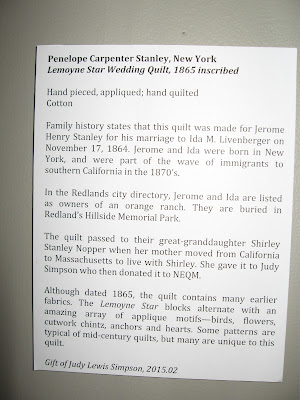 Penelope Carpenter Stanley, New York
Lemoyne Star Wedding Quilt, 1865 inscribed
Hand pieced, appliqued; hand quilted
Cotton
Family history states that this quilt was made for Jerome
Henry Stanley for his marriage to Ida M. Livenberger on
November 17, 1864. Jerome and Ida were born in New
York, and were part of the wave of immigrants to
southern California in the 1870's.
In the Redlands city directory, Jerome and Ida are listed
as owners of an orange ranch. They are buried in
Redland's Hillside Memorial Park.
The quilt passed to their great-granddaughter Shirley
Stanley Nopper when her mother moved from California
to Massachusetts to live with Shirley. She gave it to Judy
Simpson who then donated it to NEQM.
Although dated 1865, the quilt contains many earlier
fabrics. The Lemoyne Star blocks alternate with an
amazing array of applique motifs—birds, flowers,
cutwork chintz, anchors and hearts. Some patterns are
typical of mid-century quilts, but many are unique to this
quilt.
Gift of Judy Lewis Simpson, 2015.02